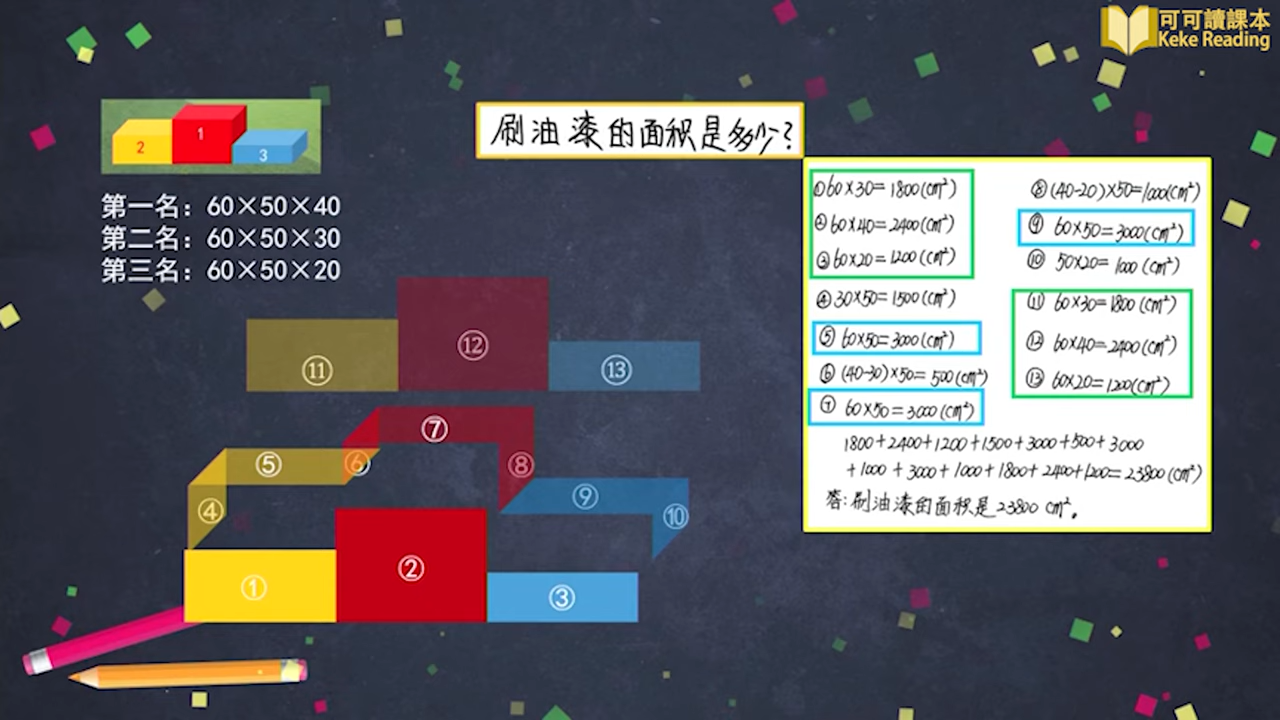 可可讀課本
Keke Reading
刷油漆的面积是多少?
2
1
3
第一名：60×50×40
第二名：60×50×30
第三名：60×50×20
⑪
⑫
⑬
⑦
⑤
⑥
⑧
⑨
④
⑩
①
②
③
①60×30=1800(cm²)
②60×40=2400(cm²)
③60×20=1200(cm²)
④30×50=1500(cm²)
⑤60×50=3000(cm²)
⑥(40-30)×50=500(cm²)
⑦60×50=3000(cm²)
⑧(40-20)×50=1000(cm²)
⑨60×50=3000(cm²)
⑩50×20=1000(cm²)
⑪60×30=1800(cm²)
⑫60×40=2400(cm²)
⑬60×20=1200(cm²)
1800+2400+1200+1500+3000+500+3000
+1000+3000+1000+1800+2400+1200=23800(cm²)
答:刷油漆的面积是23800cm²。